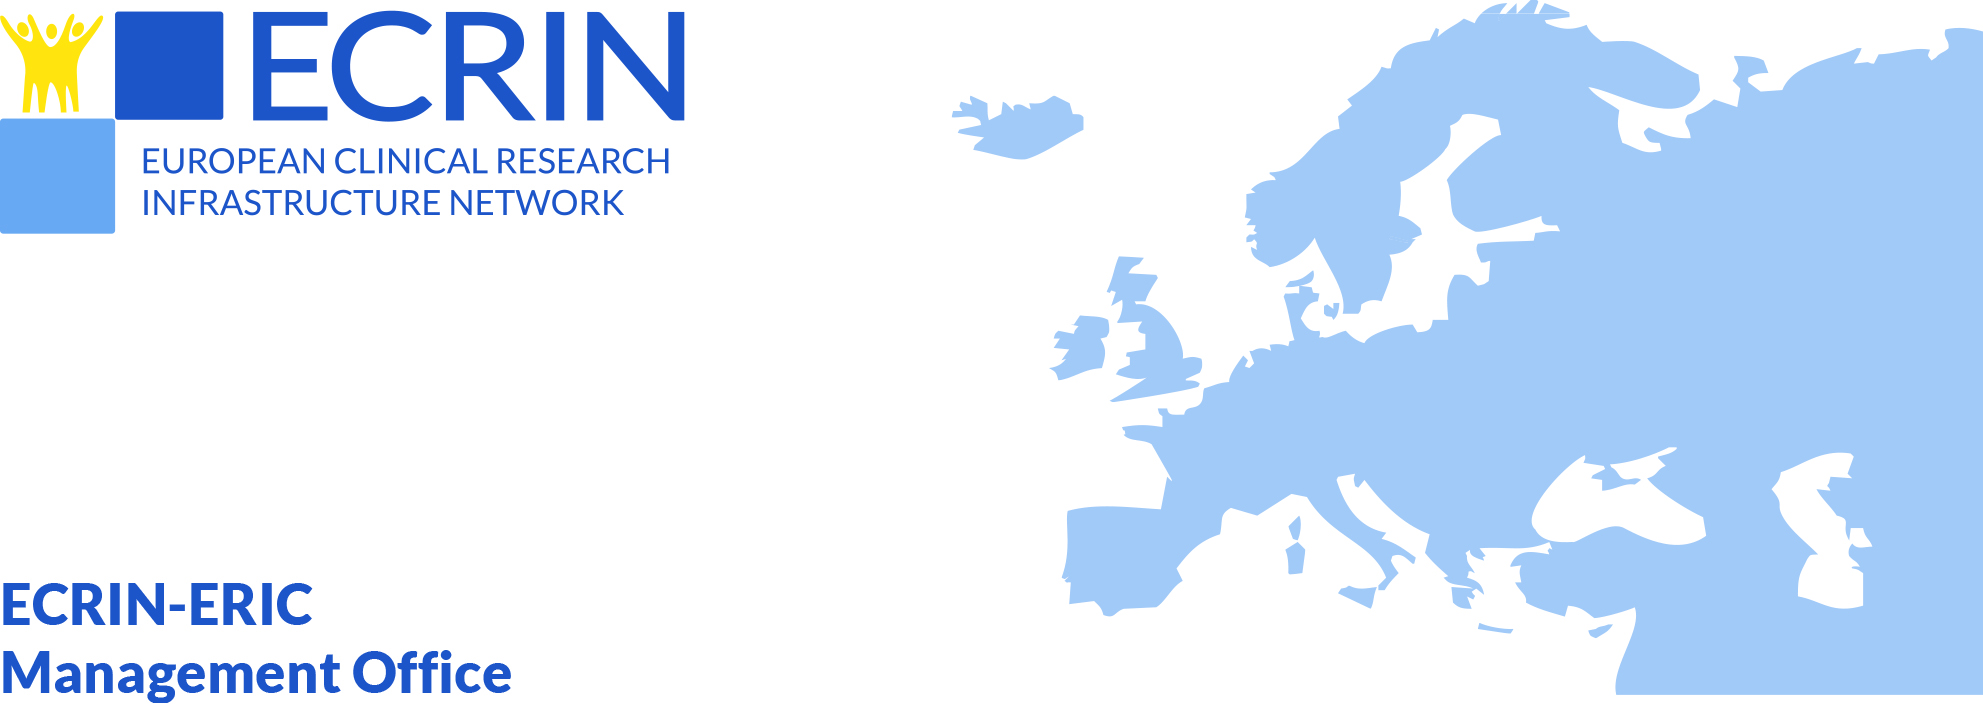 ECRIN
EUROPEAN CLINICAL RESEARCH
INFRASTRUCTURE NETWORK
ECRIN-ERIC
Management Office